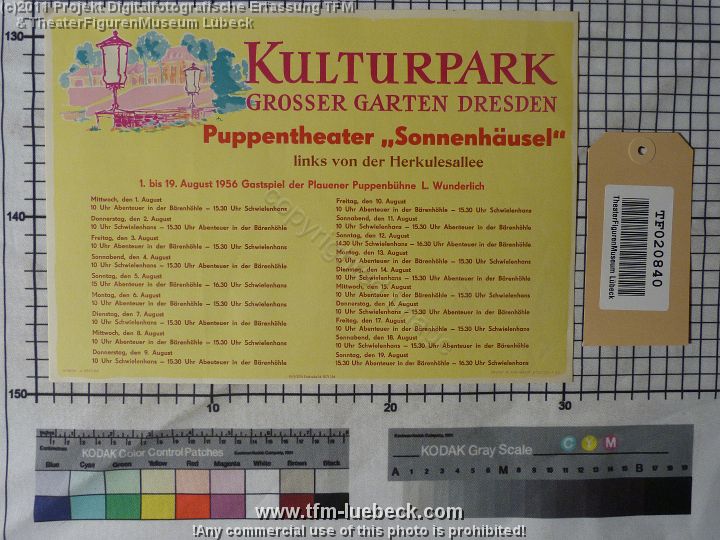 (c)2011 Projekt Digitalfotografische Erfassung TFM
& TheaterFigurenMuseum Lübeck
KULTURPARK
GROSSER GARTEN DRESDEN
Puppentheater „Sonnenhäusel"
links von der Herkulesallee
1. bis 19. August 1956 Gastspiel der Plauener Puppenbühne L. Wunderlich
Mittwoch, den 1. August
10 Uhr Abenteuer in der Bärenhöhle – 15.30 Uhr Schwielenhans
Donnerstag, den 2. August
10 Uhr Schwielenhans – 15.30 Uhr Abenteuer in der Bärenhöhle
Freitag, den 3. August
10 Uhr Abenteuer in der Bärenhöhle – 15.30 Uhr Schwielenhans
Sonnabend, den 4. August
10 Uhr Schwielenhans – 15.30 Uhr Abenteuer in der Bärenhöhle
Sonntag, den 5. August
15 Uhr Abenteuer in der Bärenhöhle – 16.30 Uhr Schwielenhans
Montag, den 6. August
10 Uhr Abenteuer in der Bärenhöhle – 15.30 Uhr Schwielenhans
Dienstag, den 7. August
10 Uhr Schwielenhans – 15.30 Uhr Abenteuer in der Bärenhöhle
Mittwoch, den 8. August
10 Uhr Abenteuer in der Bärenhöhle – 15.30 Uhr Schwielenhans
Donnerstag, den 9. August
10 Uhr Schwielenhans – 15.30 Uhr Abenteuer in der Bärenhöhle
Freitag, den 10. August
10 Uhr Abenteuer in der Bärenhöhle – 15.30 Uhr Schwielenhans
Sonnabend, den 11. August
10 Uhr Schwielenhans – 15.30 Uhr Abenteuer in der Bärenhöhle
Sonntag, den 12. August
14.30 Uhr Schwielenhans – 16.30 Uhr Abenteuer in der Bärenhöhle
Montag, den 13. August
10 Uhr Abenteuer in der Bärenhöhle – 15.30 Uhr Schwielenhans
Dienstag, den 14. August
10 Uhr Schwielenhans – 15.30 Uhr Abenteuer in der Bärenhöhle
Mittwoch, den 15. August
10 Uhr Abenteuer in der Bärenhöhle – 15.30 Uhr Schwielenhans
Donnerstag, den 16. August
10 Uhr Schwielenhans – 15.30 Uhr Abenteuer in der Bärenhöhle
Freitag, den 17. August
10 Uhr Abenteuer in der Bärenhöhle – 15.30 Uhr Schwielenhans
Sonnabend, den 18. August
10 Uhr Schwielenhans – 15.30 Uhr Abenteuer in der Bärenhöhle
Sonntag, den 19. August
15.30 Uhr Abenteuer in der Bärenhöhle – 16.30 Uhr Schwielenhans
TF020840
TheaterFigurenMuseum Lübeck
130
140
150
10
20
30
KODAK Color Control Patches
Blue Cyan Green Yellow Red Magenta White Brown Black
KODAK Gray Scale
C Y M
A 1 2 3 4 5 6 M 8 9 10 11 12 13 14 15 B 17 18 19
www.tfm-luebeck.com
!Any commercial use of this photo is prohibited!